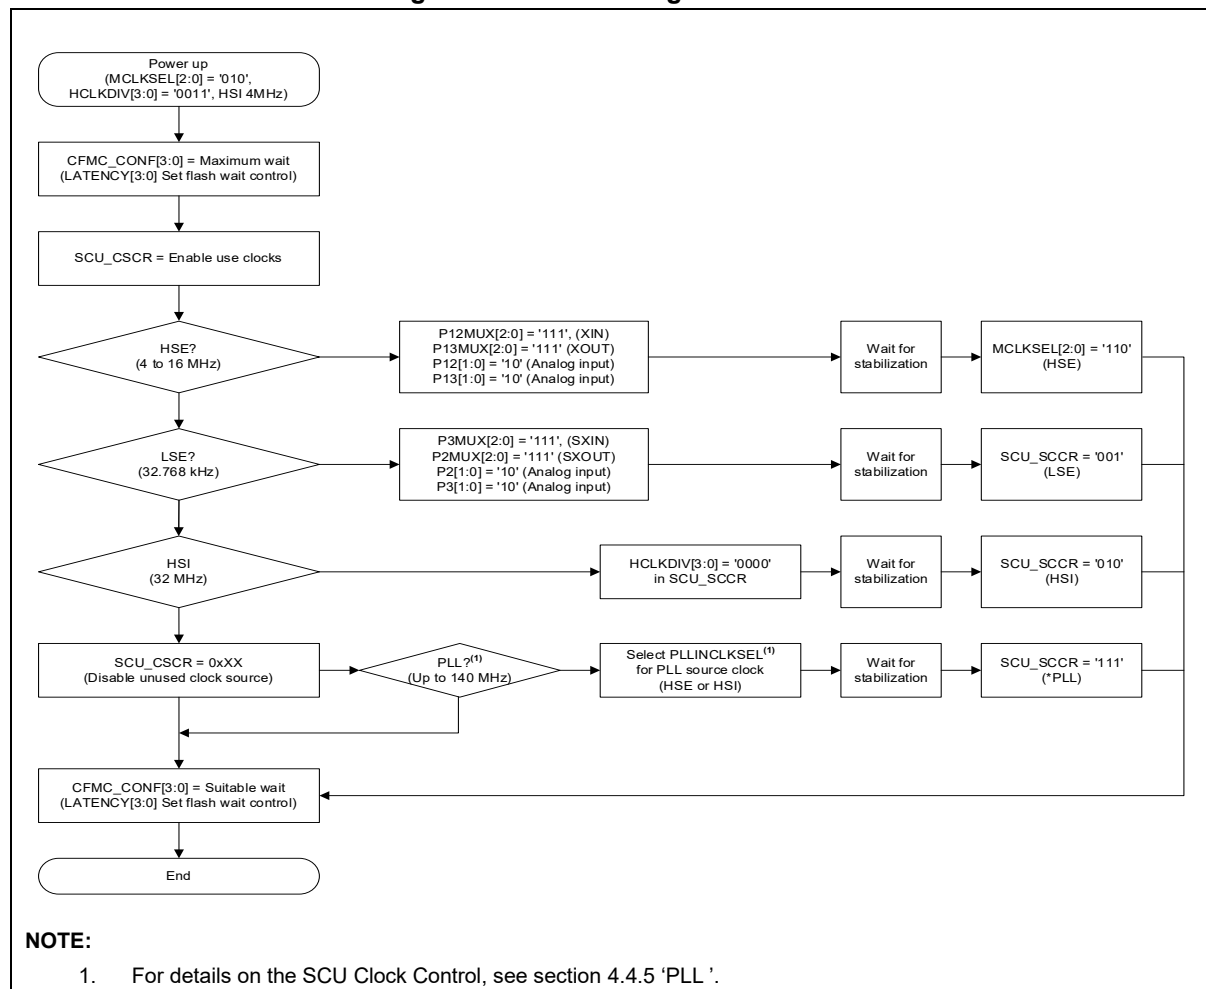 Power up
(MCLKSEL[2:0] = '010',
HCLKDIV[3:0] = '0011', HSI 4MHz)
CFMC_CONF[3:0] = Maximum wait
(LATENCY[3:0] Set flash wait control)
SCU_CSCR = Enable use clocks
HSE?
(4 to 16 MHz)
P12MUX[2:0] = '111', (XIN)
P13MUX[2:0] = '111' (XOUT)
P12[1:0] = '10' (Analog input)
P13[1:0] = '10' (Analog input)
Wait for
stabilization
MCLKSEL[2:0] = '110'
(HSE)
LSE?
(32.768 kHz)
P3MUX[2:0] = '111', (SXIN)
P2MUX[2:0] = '111' (SXOUT)
P2[1:0] = '10' (Analog input)
P3[1:0] = '10' (Analog input)
Wait for
stabilization
SCU_SCCR = '001'
(LSE)
HSI
(32 MHz)
HCLKDIV[3:0] = '0000'
in SCU_SCCR
Wait for
stabilization
SCU_SCCR = '010'
(HSI)
SCU_CSCR = 0xXX
(Disable unused clock source)
PLL?(1)
(Up to 140 MHz)
Select PLLINCLKSEL(1)
for PLL source clock
(HSE or HSI)
Wait for
stabilization
SCU_SCCR = '111'
(*PLL)
CFMC_CONF[3:0] = Suitable wait
(LATENCY[3:0] Set flash wait control)
End
NOTE:
1. For details on the SCU Clock Control, see section 4.4.5 ‘PLL ’.